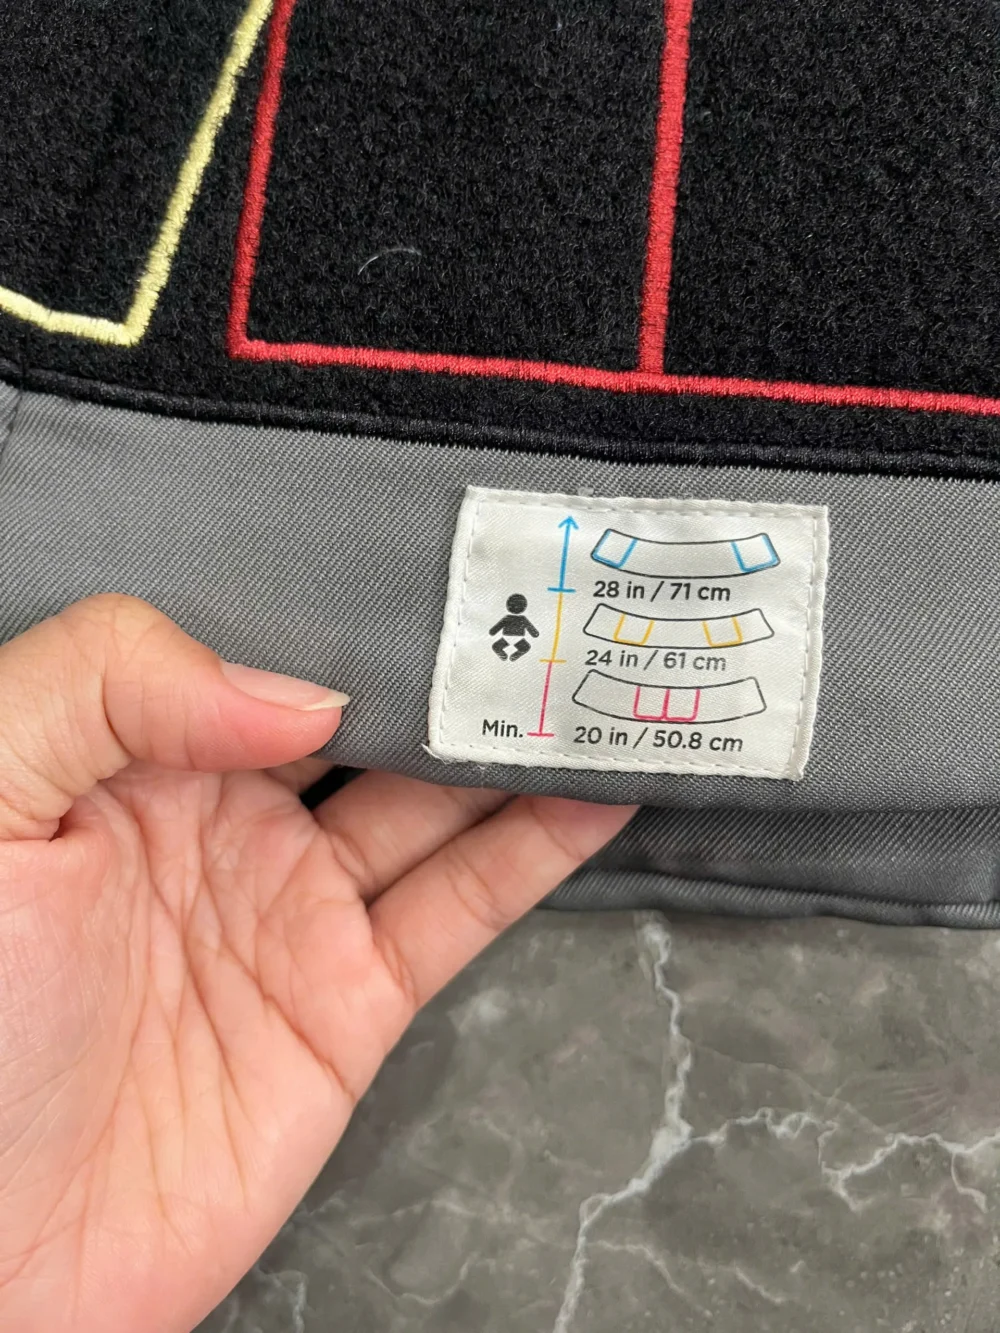 28 in / 71 cm
24 in / 61 cm
Min. 20 in / 50.8 cm